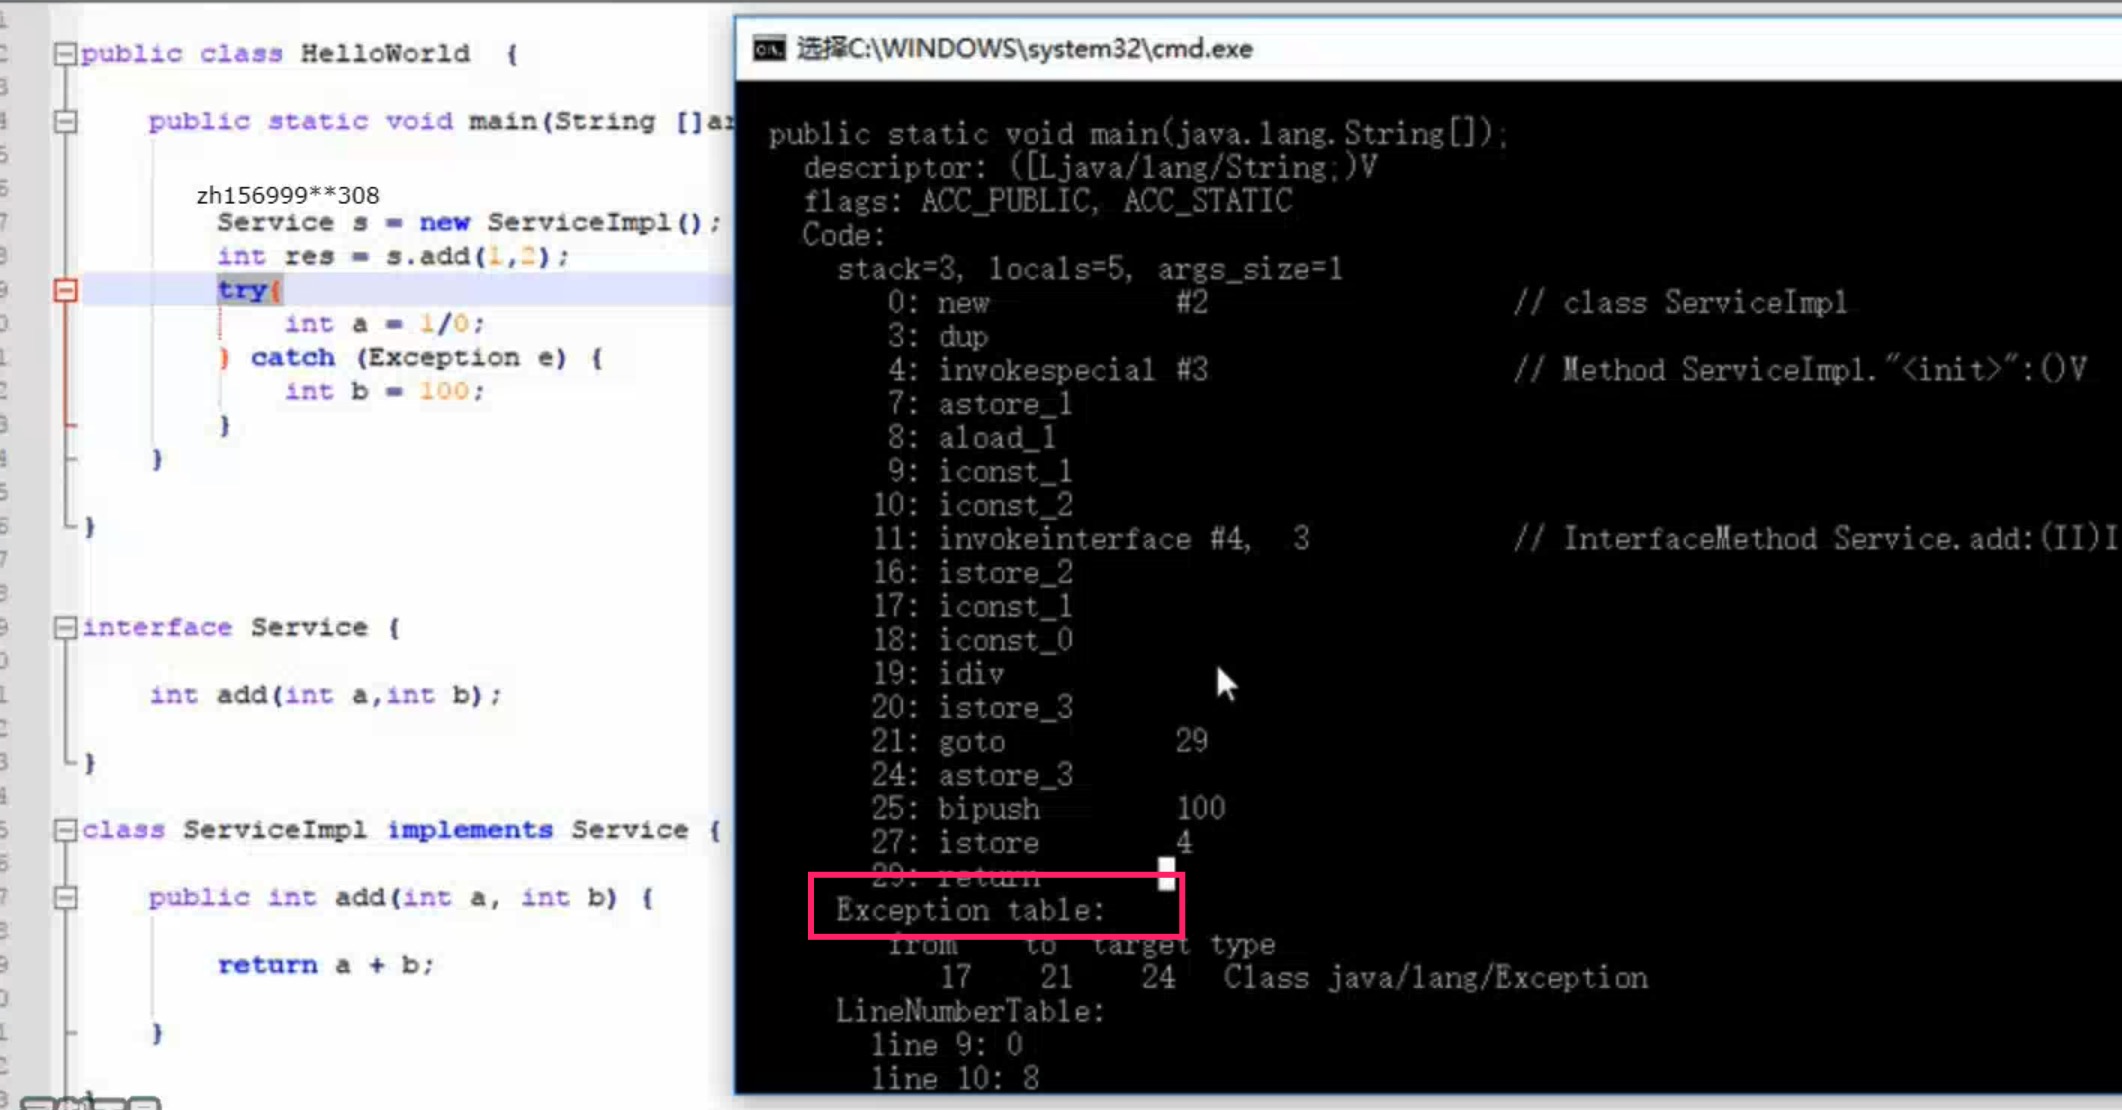 public class HelloWorld {
public static void main(String []ar
zh156999**308
Service s = new ServiceImpl();
int res = s.add(1,2);
try{
int a = 1/0;
} catch (Exception e) {
int b = 100;
}
}
}
interface Service {
int add(int a,int b);
}
class ServiceImpl implements Service {
public int add(int a, int b) {
return a + b;
}
选择C:\WINDOWS\system32\cmd.exe
public static void main(java.lang.String[]);
descriptor: ([Ljava/lang/String;)V
flags: ACC_PUBLIC, ACC_STATIC
Code:
stack=3, locals=5, args_size=1
0: new #2 // class ServiceImpl
3: dup
4: invokespecial #3 // Method ServiceImpl."<init>":()V
7: astore_1
8: aload_1
9: iconst_1
10: iconst_2
11: invokeinterface #4, 3 // InterfaceMethod Service.add:(II)I
16: istore_2
17: iconst_1
18: iconst_0
19: idiv
20: istore_3
21: goto 29
24: astore_3
25: bipush 100
27: istore 4
29: return
Exception table:
from to target type
17 21 24 Class java/lang/Exception
LineNumberTable:
line 9: 0
line 10: 8